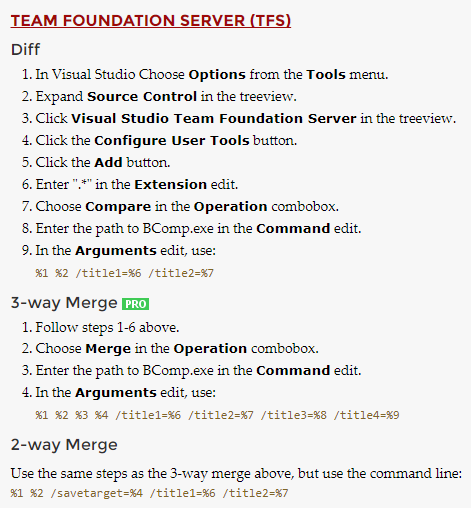 TEAM FOUNDATION SERVER (TFS)
Diff
1. In Visual Studio Choose Options from the Tools menu.
2. Expand Source Control in the treeview.
3. Click Visual Studio Team Foundation Server in the treeview.
4. Click the Configure User Tools button.
5. Click the Add button.
6. Enter ".*" in the Extension edit.
7. Choose Compare in the Operation combobox.
8. Enter the path to BComp.exe in the Command edit.
9. In the Arguments edit, use:
%1 %2 /title1=%6 /title2=%7
3-way Merge PRO
1. Follow steps 1-6 above.
2. Choose Merge in the Operation combobox.
3. Enter the path to BComp.exe in the Command edit.
4. In the Arguments edit, use:
%1 %2 %3 %4 /title1=%6 /title2=%7 /title3=%8 /title4=%9
2-way Merge
Use the same steps as the 3-way merge above, but use the command line:
%1 %2 /savetarget=%4 /title1=%6 /title2=%7